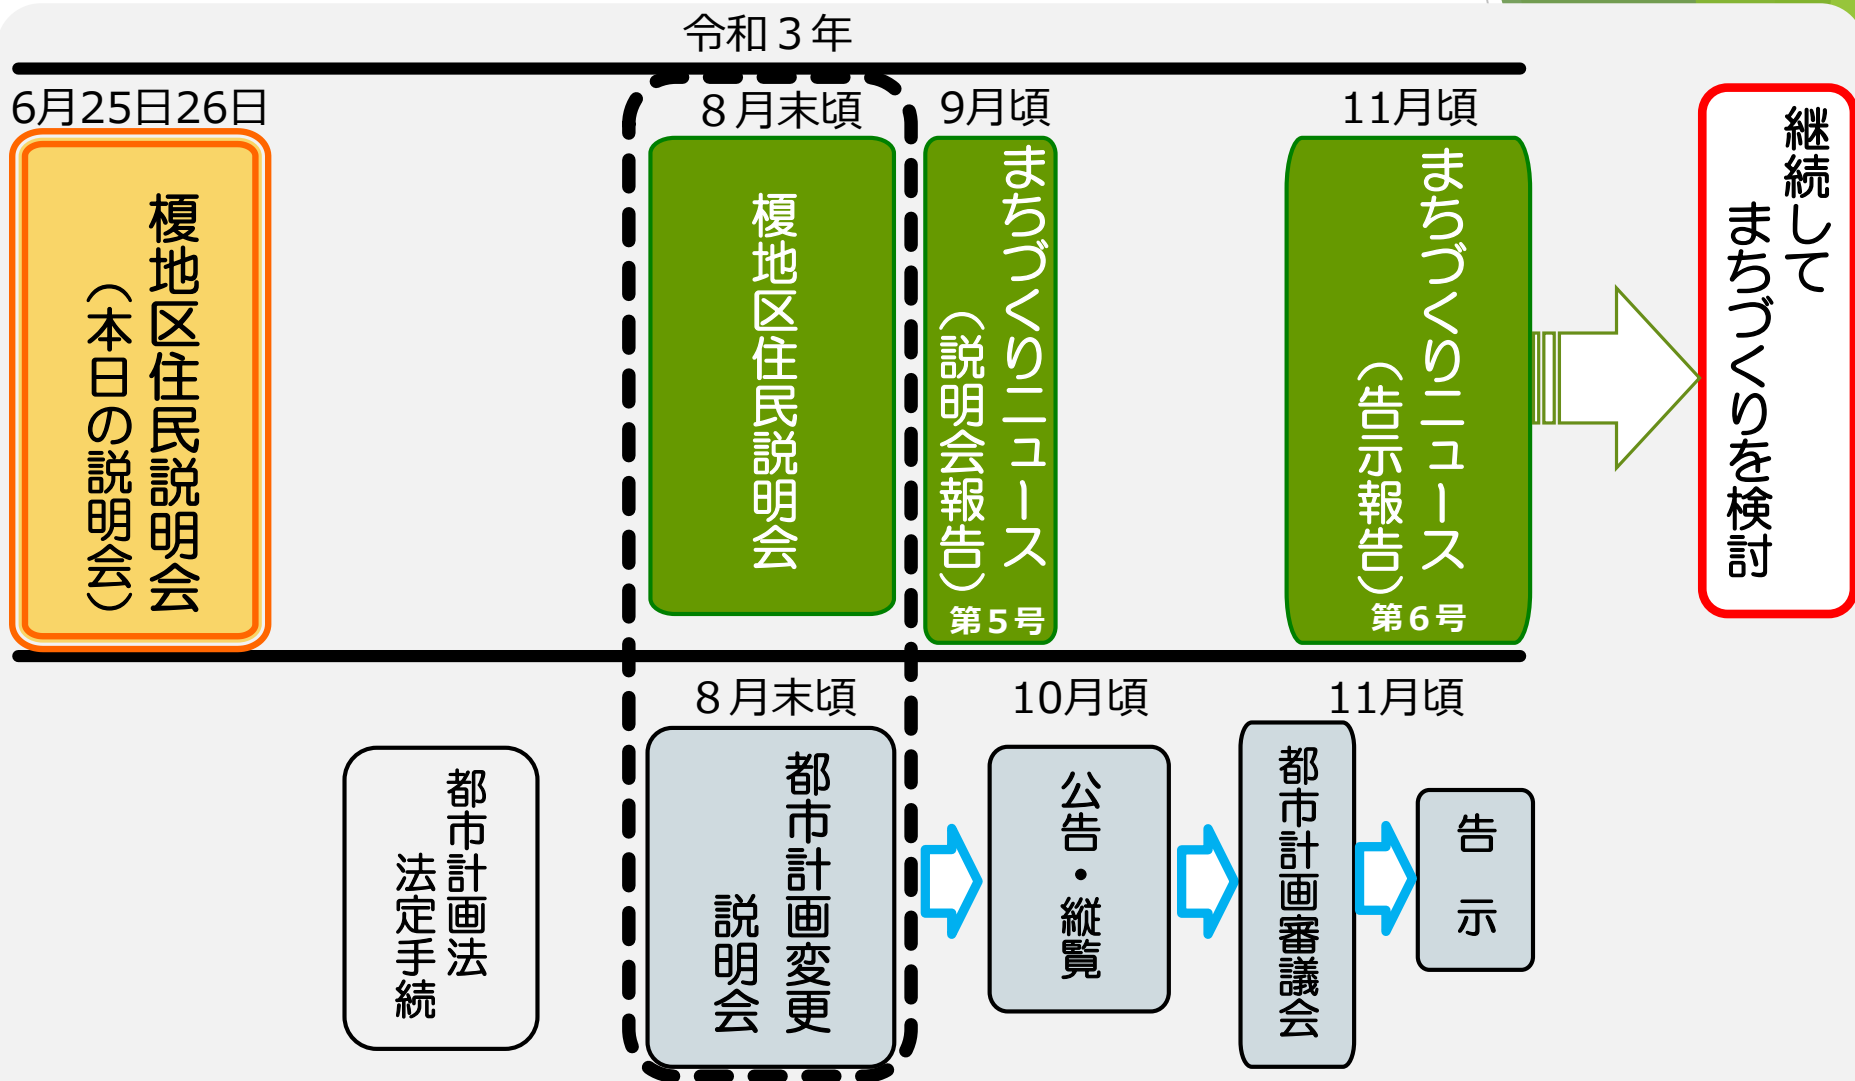 令和３年
6月25日26日
榎地区住民説明会
（本日の説明会）
８月末頃
榎地区住民説明会
9月頃
まちづくりニュース
（説明会報告）
第５号
11月頃
まちづくりニュース
（告示報告）
第６号
継続して
まちづくりを検討
都市計画法
法定手続
８月末頃
都市計画変更
説明会
10月頃
公告・縦覧
11月頃
都市計画審議会
告示